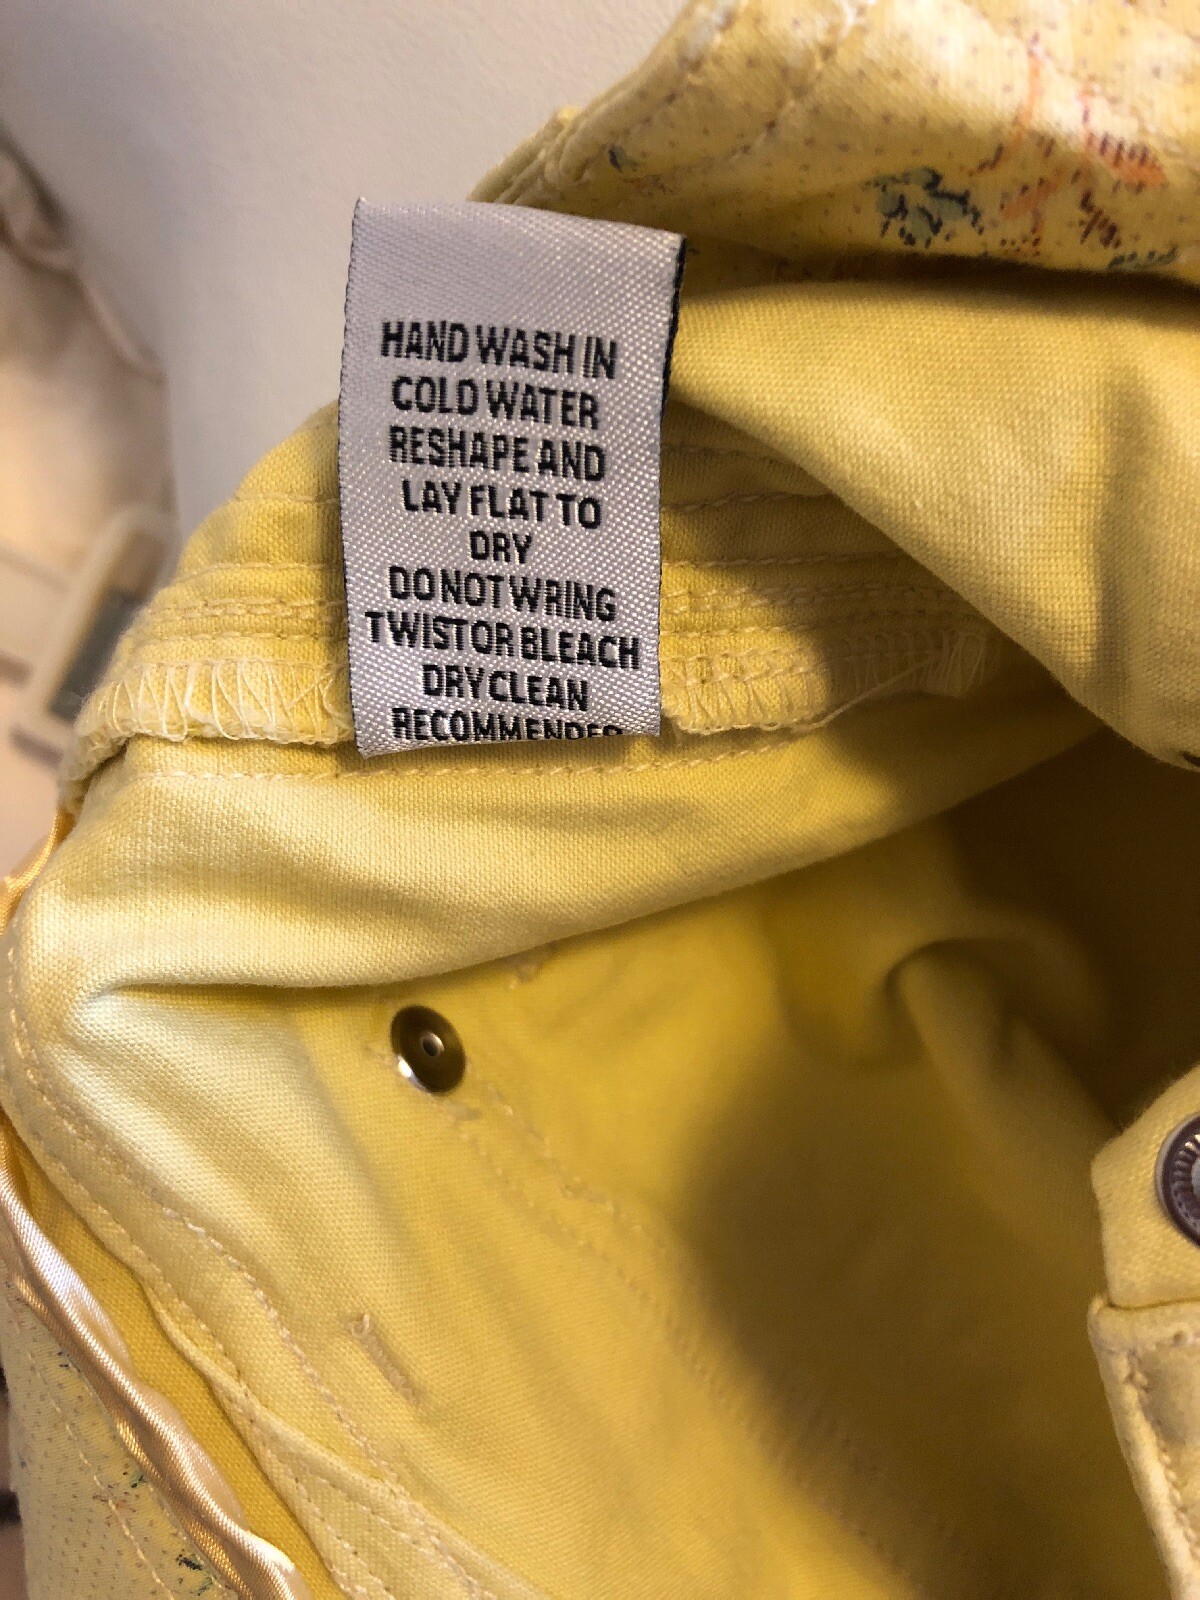 HAND WASH IN
COLD WATER
RESHAPE AND
LAY FLAT TO
DRY
DO NOT WRING
TWIST OR BLEACH
DRY CLEAN
RECOMMENDED